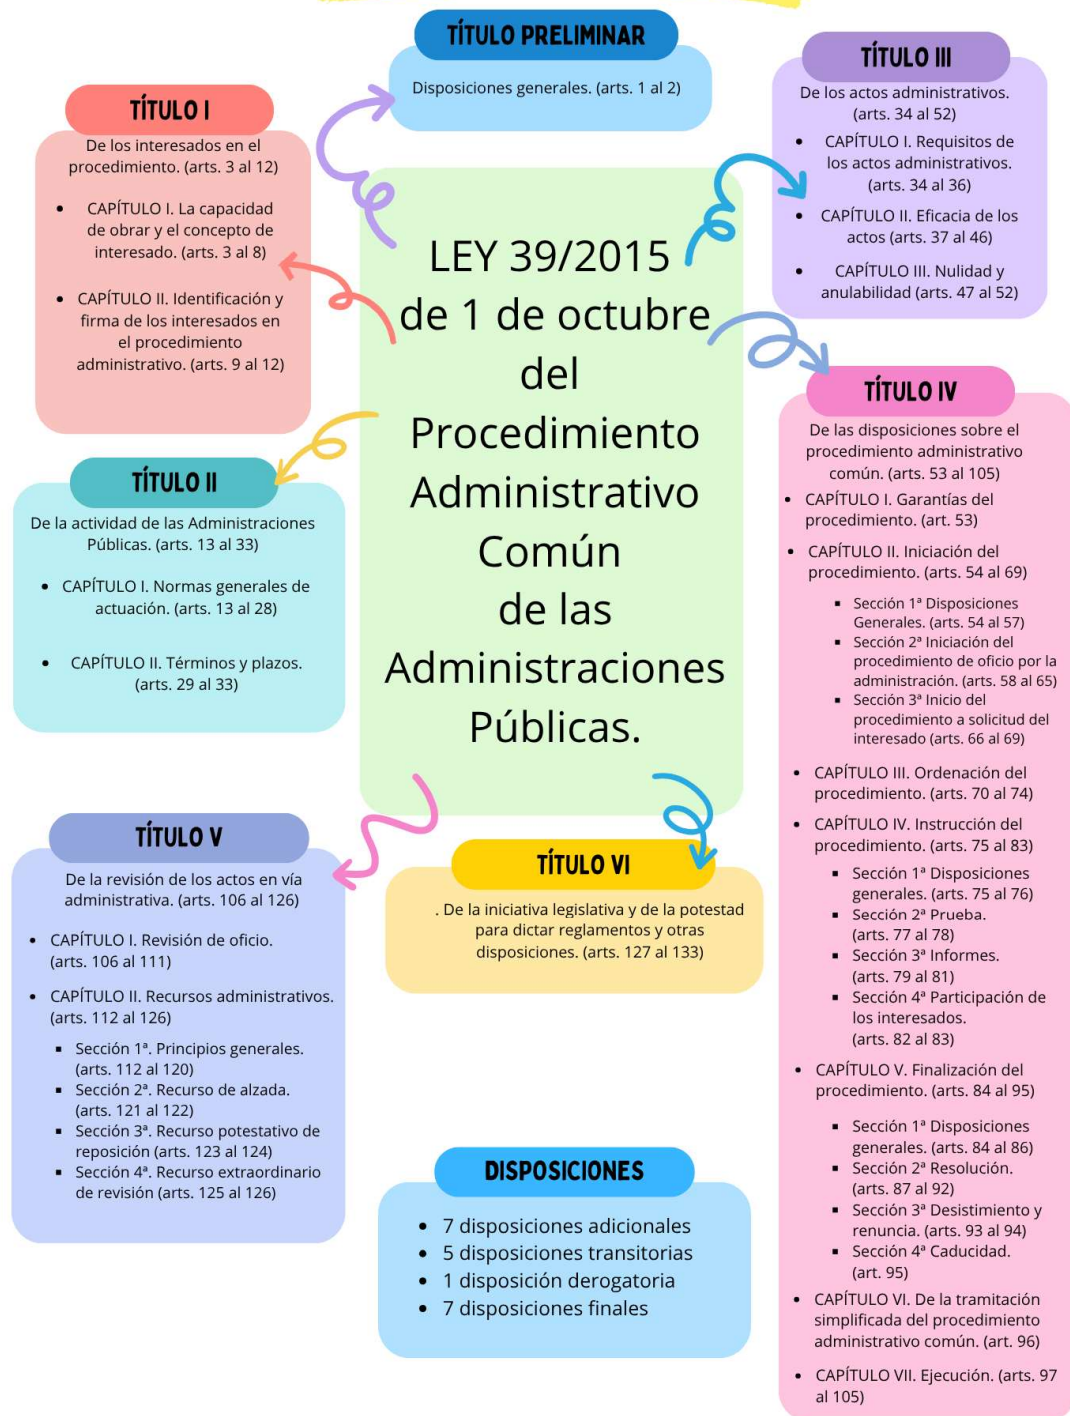 TÍTULO PRELIMINAR
Disposiciones generales. (arts. 1 al 2)
TÍTULO I
De los interesados en el
procedimiento. (arts. 3 al 12)
• CAPÍTULO I. La capacidad
de obrar y el concepto de
interesado. (arts. 3 al 8)
• CAPÍTULO II. Identificación y
firma de los interesados en
el procedimiento
administrativo. (arts. 9 al 12)
TÍTULO II
De la actividad de las Administraciones
Públicas. (arts. 13 al 33)
• CAPÍTULO I. Normas generales de
actuación. (arts. 13 al 28)
• CAPÍTULO II. Términos y plazos.
(arts. 29 al 33)
LEY 39/2015
de 1 de octubre
del
Procedimiento
Administrativo
Común
de las
Administraciones
Públicas.
TÍTULO III
De los actos administrativos.
(arts. 34 al 52)
• CAPÍTULO I. Requisitos de
los actos administrativos.
(arts. 34 al 36)
• CAPÍTULO II. Eficacia de los
actos (arts. 37 al 46)
• CAPÍTULO III. Nulidad y
anulabilidad (arts. 47 al 52)
TÍTULO IV
De las disposiciones sobre el
procedimiento administrativo
común. (arts. 53 al 105)
• CAPÍTULO I. Garantías del
procedimiento. (art. 53)
• CAPÍTULO II. Iniciación del
procedimiento. (arts. 54 al 69)
▪ Sección 1ª Disposiciones
Generales. (arts. 54 al 57)
▪ Sección 2ª Iniciación del
procedimiento de oficio por la
administración. (arts. 58 al 65)
▪ Sección 3ª Inicio del
procedimiento a solicitud del
interesado (arts. 66 al 69)
• CAPÍTULO III. Ordenación del
procedimiento. (arts. 70 al 74)
• CAPÍTULO IV. Instrucción del
procedimiento. (arts. 75 al 83)
▪ Sección 1ª Disposiciones
generales. (arts. 75 al 76)
▪ Sección 2ª Prueba.
(arts. 77 al 78)
▪ Sección 3ª Informes.
(arts. 79 al 81)
▪ Sección 4ª Participación de
los interesados.
(arts. 82 al 83)
• CAPÍTULO V. Finalización del
procedimiento. (arts. 84 al 95)
▪ Sección 1ª Disposiciones
generales. (arts. 84 al 86)
▪ Sección 2ª Resolución.
(arts. 87 al 92)
▪ Sección 3ª Desistimiento y
renuncia. (arts. 93 al 94)
▪ Sección 4ª Caducidad.
(art. 95)
• CAPÍTULO VI. De la tramitación
simplificada del procedimiento
administrativo común. (art. 96)
• CAPÍTULO VII. Ejecución. (arts. 97
al 105)
TÍTULO V
De la revisión de los actos en vía
administrativa. (arts. 106 al 126)
• CAPÍTULO I. Revisión de oficio.
(arts. 106 al 111)
• CAPÍTULO II. Recursos administrativos.
(arts. 112 al 126)
▪ Sección 1ª. Principios generales.
(arts. 112 al 120)
▪ Sección 2ª. Recurso de alzada.
(arts. 121 al 122)
▪ Sección 3ª. Recurso potestativo de
reposición (arts. 123 al 124)
▪ Sección 4ª. Recurso extraordinario
de revisión (arts. 125 al 126)
TÍTULO VI
. De la iniciativa legislativa y de la potestad
para dictar reglamentos y otras
disposiciones. (arts. 127 al 133)
DISPOSICIONES
• 7 disposiciones adicionales
• 5 disposiciones transitorias
• 1 disposición derogatoria
• 7 disposiciones finales